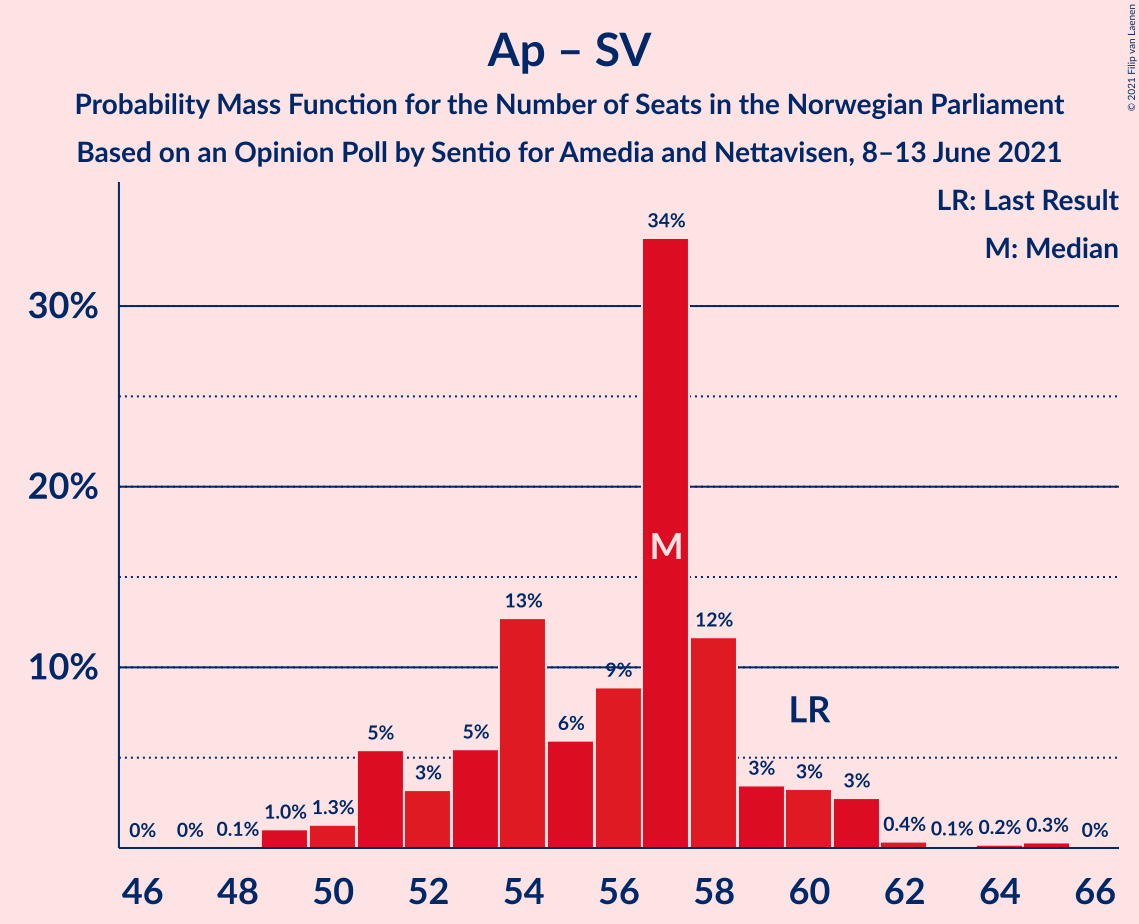 Ap – SV
Probability Mass Function for the Number of Seats in the Norwegian Parliament
Based on an Opinion Poll by Sentio for Amedia and Nettavisen, 8–13 June 2021
© 2021 Filip van Laenen
LR: Last Result
M: Median
34%
30%
20%
M
13%
12%
10%
9%
LR
6%
5%
5%
3%
3%
3%
3%
1.0%
1.3%
0%
0%
0.1%
0.4%
0.1%
0.2%
0.3%
0%
46 48 50 52 54 56 58 60 62 64 66